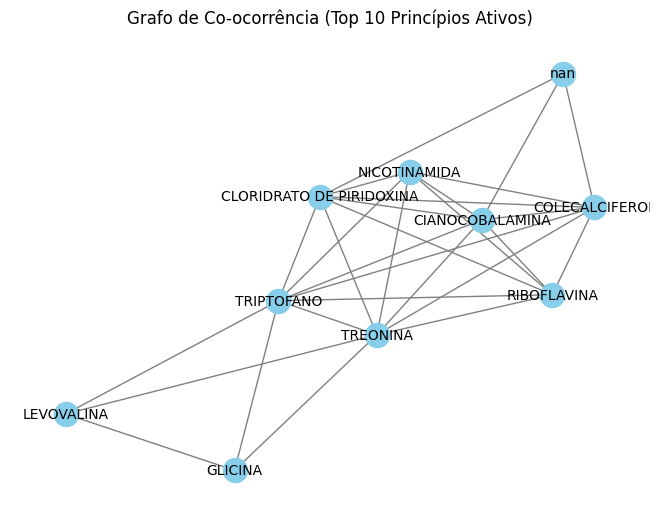 Grafo de Co-ocorrência (Top 10 Princípios Ativos)
nan
NICOTINAMIDA
CLORIDRATO DE PIRIDOXINA
COLECALCIFEROL
CIANOCOBALAMINA
RIBOFLAVINA
TRIPTOFANO
TREONINA
LEVOVALINA
GLICINA